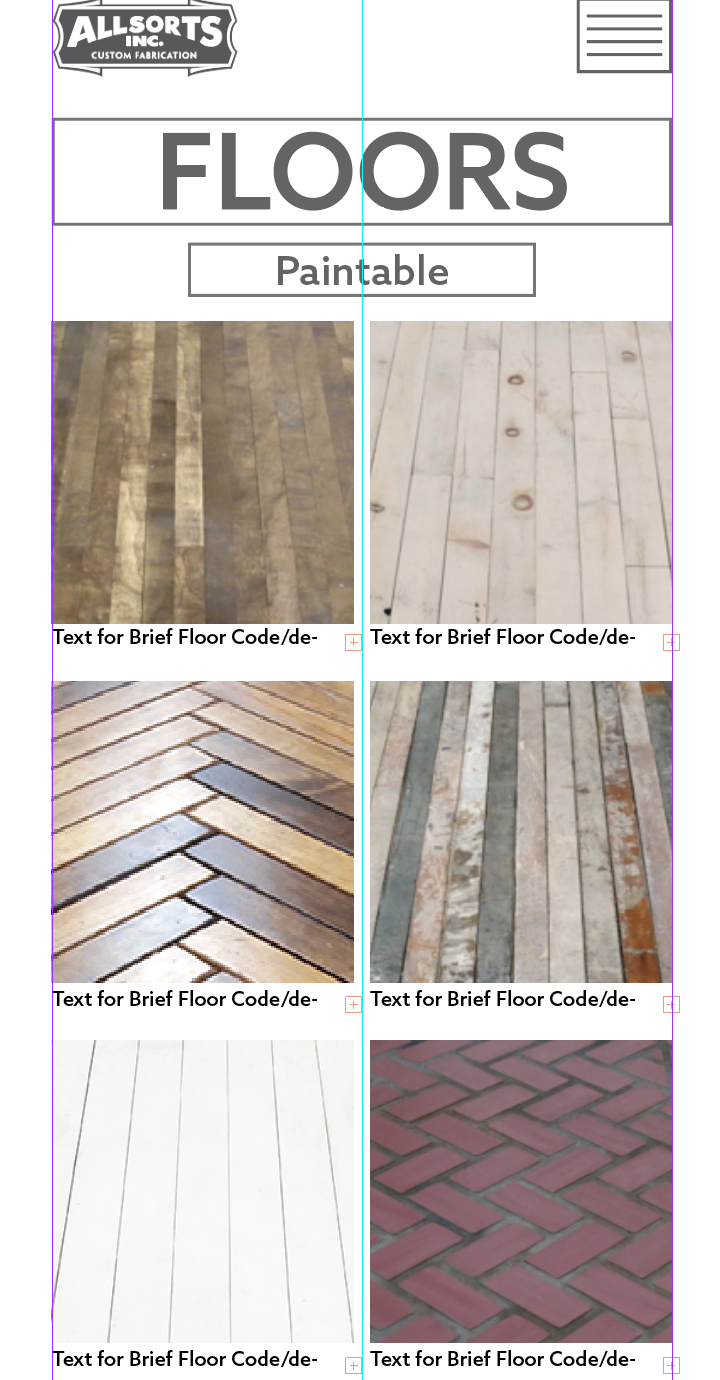 ALLSORTS
INC.
CUSTOM FABRICATION
FLOORS
Paintable
Text for Brief Floor Code/de-
Text for Brief Floor Code/de-
Text for Brief Floor Code/de-
Text for Brief Floor Code/de-
Text for Brief Floor Code/de-
Text for Brief Floor Code/de-